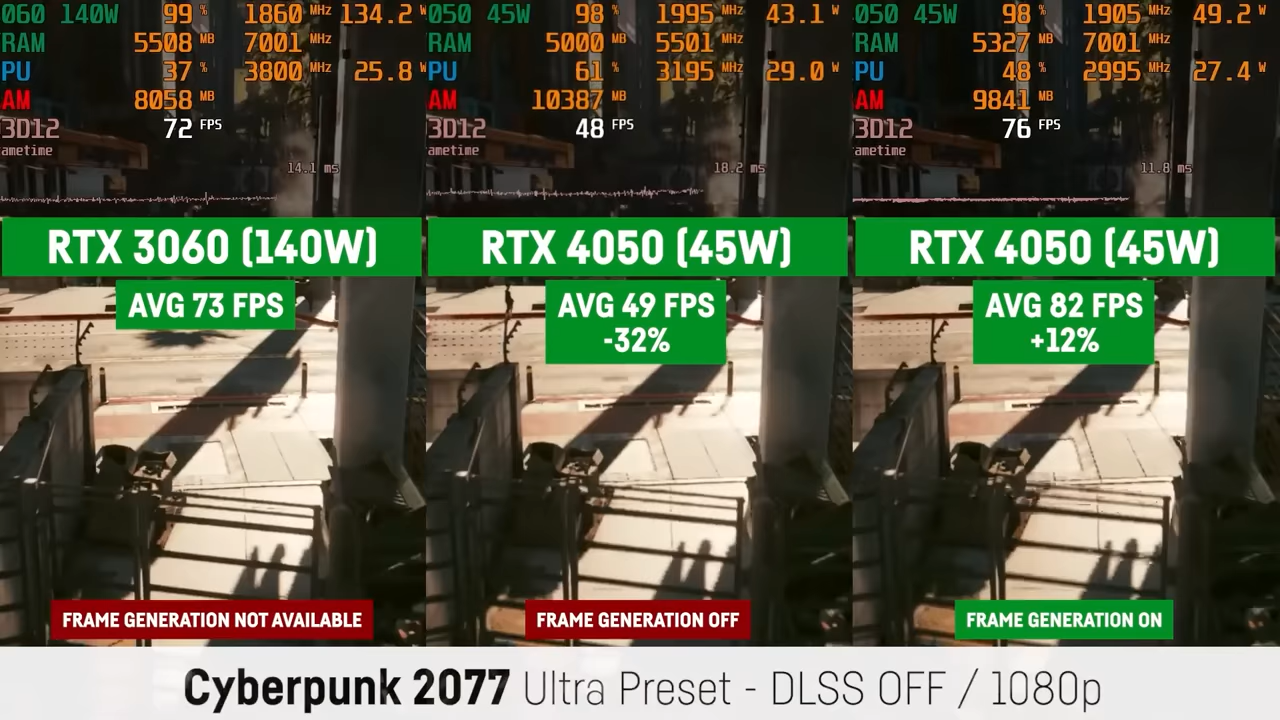 060 140W 99 % 1860 MHz 134.2 W
RAM 5508 MB 7001 MHz
PU 37 % 3800 MHz 25.8 W
AM 8058 MB
3D12 72 FPS
ametime
14.1 ms
RTX 3060 (140W)
AVG 73 FPS
FRAME GENERATION NOT AVAILABLE
050 45W 98 % 1995 MHz 43.1 W
RAM 5000 MB 5501 MHz
PU 61 % 3195 MHz 29.0 W
AM 10387 MB
3D12 48 FPS
ametime
18.2 ms
RTX 4050 (45W)
AVG 49 FPS
-32%
FRAME GENERATION OFF
050 45W 98 % 1905 MHz 49.2 W
RAM 5327 MB 7001 MHz
PU 48 % 2995 MHz 27.4 W
AM 9841 MB
3D12 76 FPS
ametime
11.8 ms
RTX 4050 (45W)
AVG 82 FPS
+12%
FRAME GENERATION ON
Cyberpunk 2077 Ultra Preset - DLSS OFF / 1080p